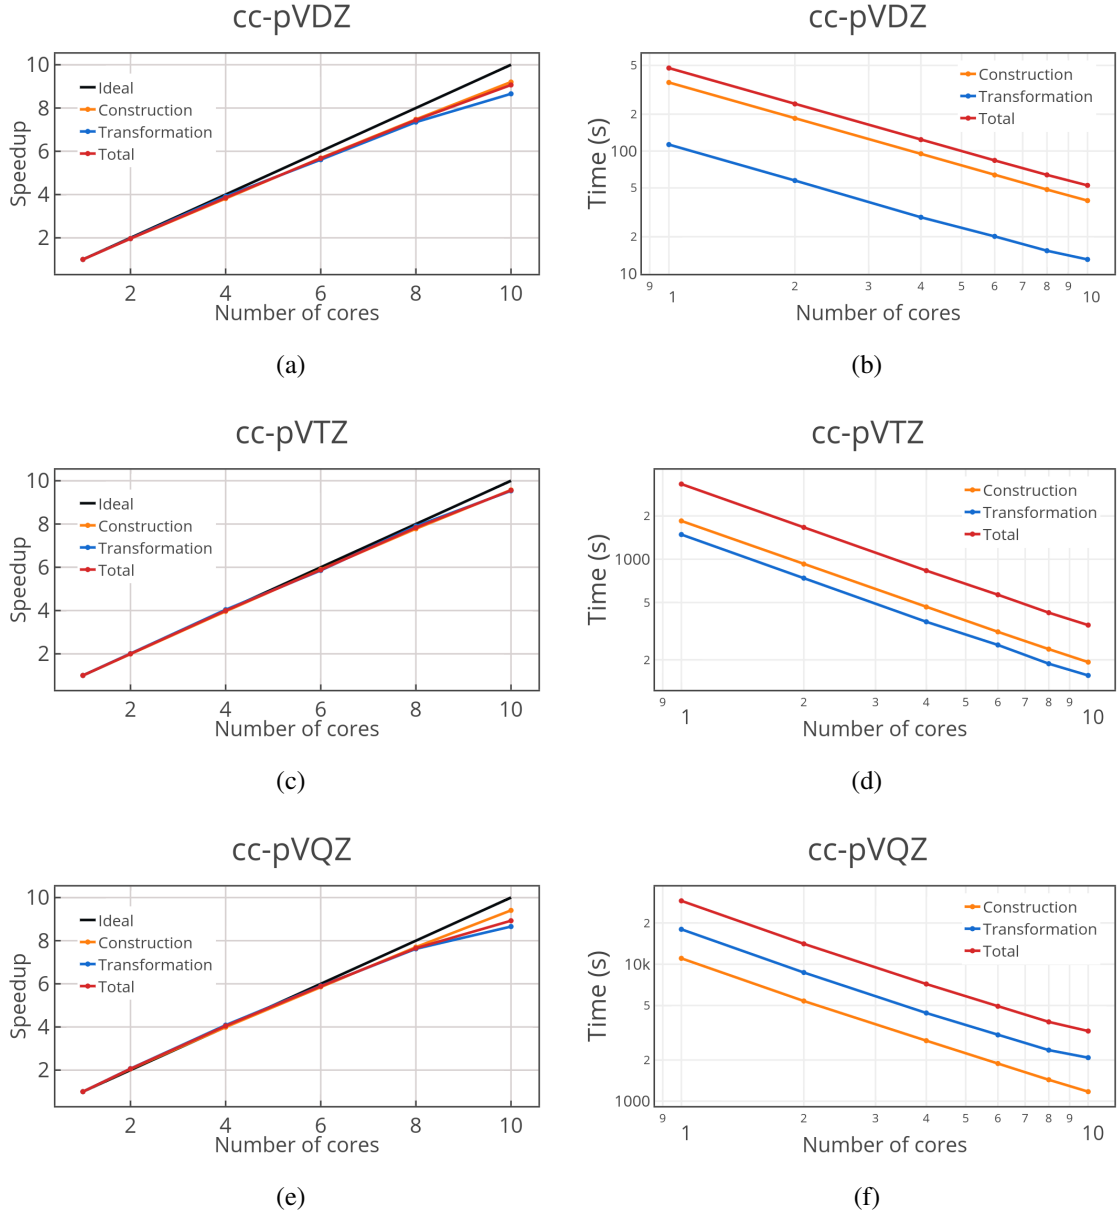 cc-pVDZ
Speedup
10
8
6
4
2
Ideal
Construction
Transformation
Total
2
4
6
8
10
Number of cores
(a)
cc-pVDZ
Time (s)
5
2
100
5
2
10
Construction
Transformation
Total
9
1
2
3
4
5
6
7
8
9
10
Number of cores
(b)
cc-pVTZ
Speedup
10
8
6
4
2
Ideal
Construction
Transformation
Total
2
4
6
8
10
Number of cores
(c)
cc-pVTZ
Time (s)
2
1000
5
2
Construction
Transformation
Total
9
1
2
3
4
5
6
7
8
9
10
Number of cores
(d)
cc-pVQZ
Speedup
10
8
6
4
2
Ideal
Construction
Transformation
Total
2
4
6
8
10
Number of cores
(e)
cc-pVQZ
Time (s)
2
10k
5
2
1000
Construction
Transformation
Total
9
1
2
3
4
5
6
7
8
9
10
Number of cores
(f)